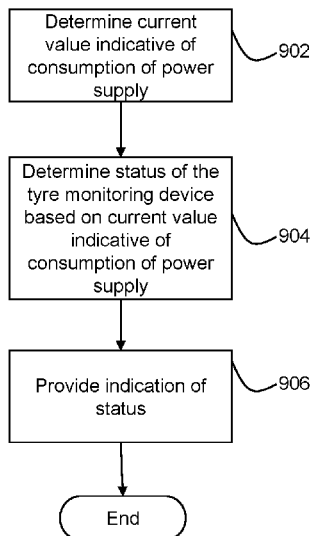 Determine current
value indicative of
consumption of power
supply
902
Determine status of the
tyre monitoring device
based on current value
indicative of
consumption of power
supply
904
Provide indication of
status
906
End